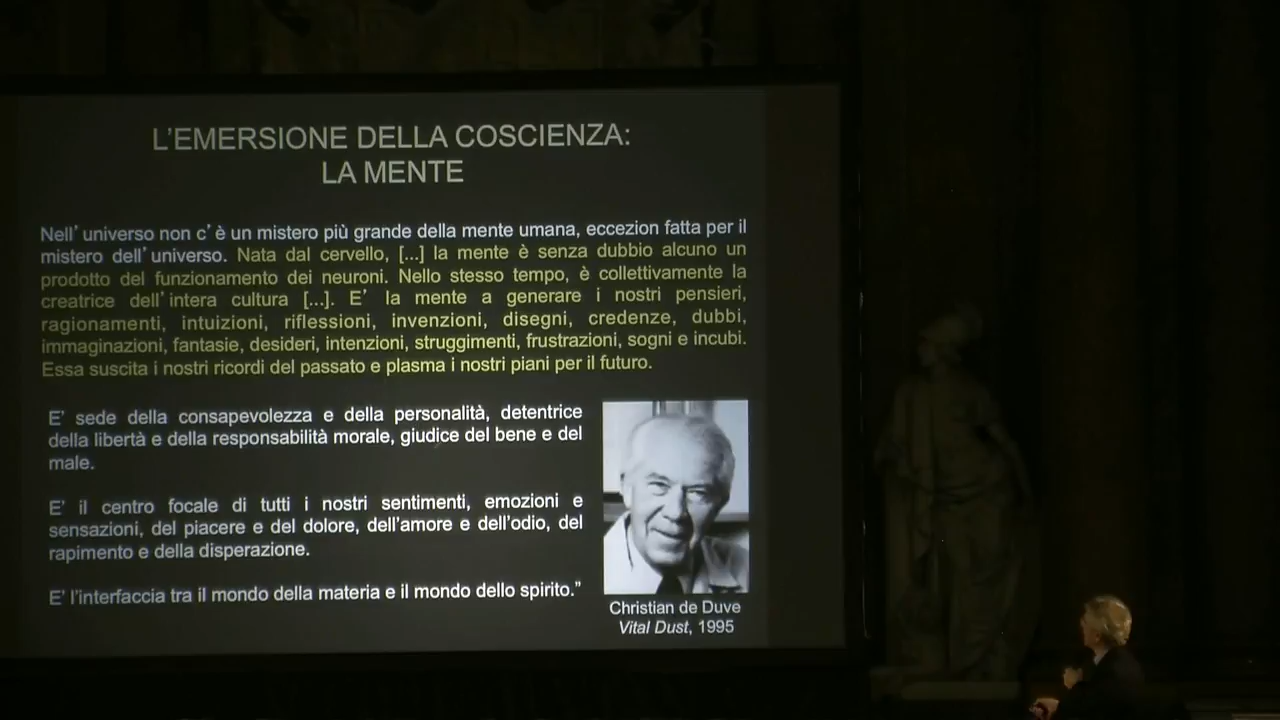 L'EMERSIONE DELLA COSCIENZA:
LA MENTE
Nell' universo non c' è un mistero più grande della mente umana, eccezion fatta per il
mistero dell' universo. Nata dal cervello, [...] la mente è senza dubbio alcuno un
prodotto del funzionamento dei neuroni. Nello stesso tempo, è collettivamente la
creatrice dell' intera cultura [...]. E' la mente a generare i nostri pensieri,
ragionamenti, intuizioni, riflessioni, invenzioni, disegni, credenze, dubbi,
immaginazioni, fantasie, desideri, intenzioni, struggimenti, frustrazioni, sogni e incubi.
Essa suscita i nostri ricordi del passato e plasma i nostri piani per il futuro.
E' sede della consapevolezza e della personalità, detentrice
della libertà e della responsabilità morale, giudice del bene e del
male.
E' il centro focale di tutti i nostri sentimenti, emozioni e
sensazioni, del piacere e del dolore, dell'amore e dell'odio, del
rapimento e della disperazione.
E' l'interfaccia tra il mondo della materia e il mondo dello spirito."
Christian de Duve
Vital Dust, 1995